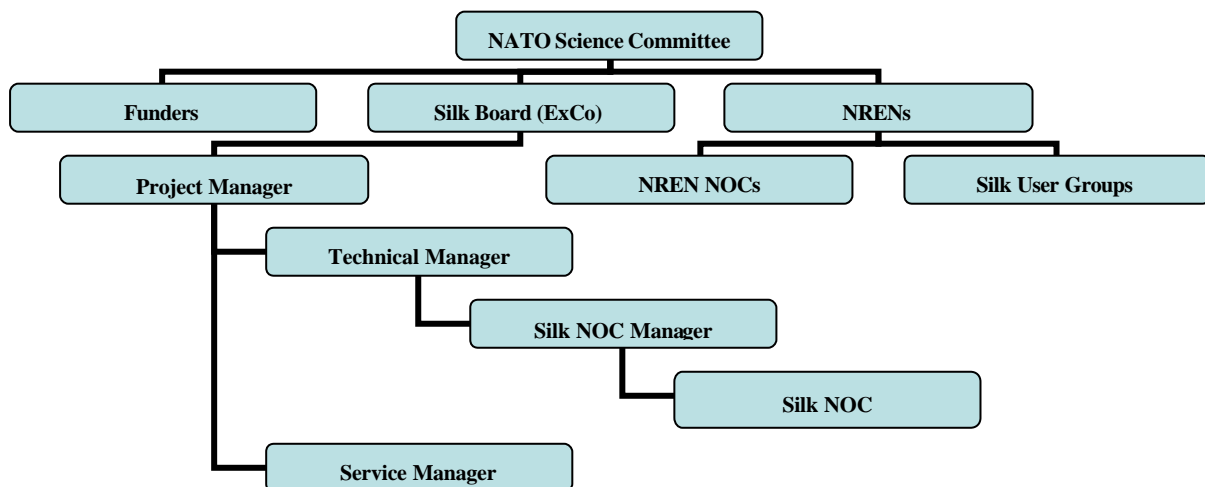 NATO Science Committee
Funders
Silk Board (ExCo)
NRENs
Project Manager
NREN NOCs
Silk User Groups
Technical Manager
Silk NOC Manager
Silk NOC
Service Manager